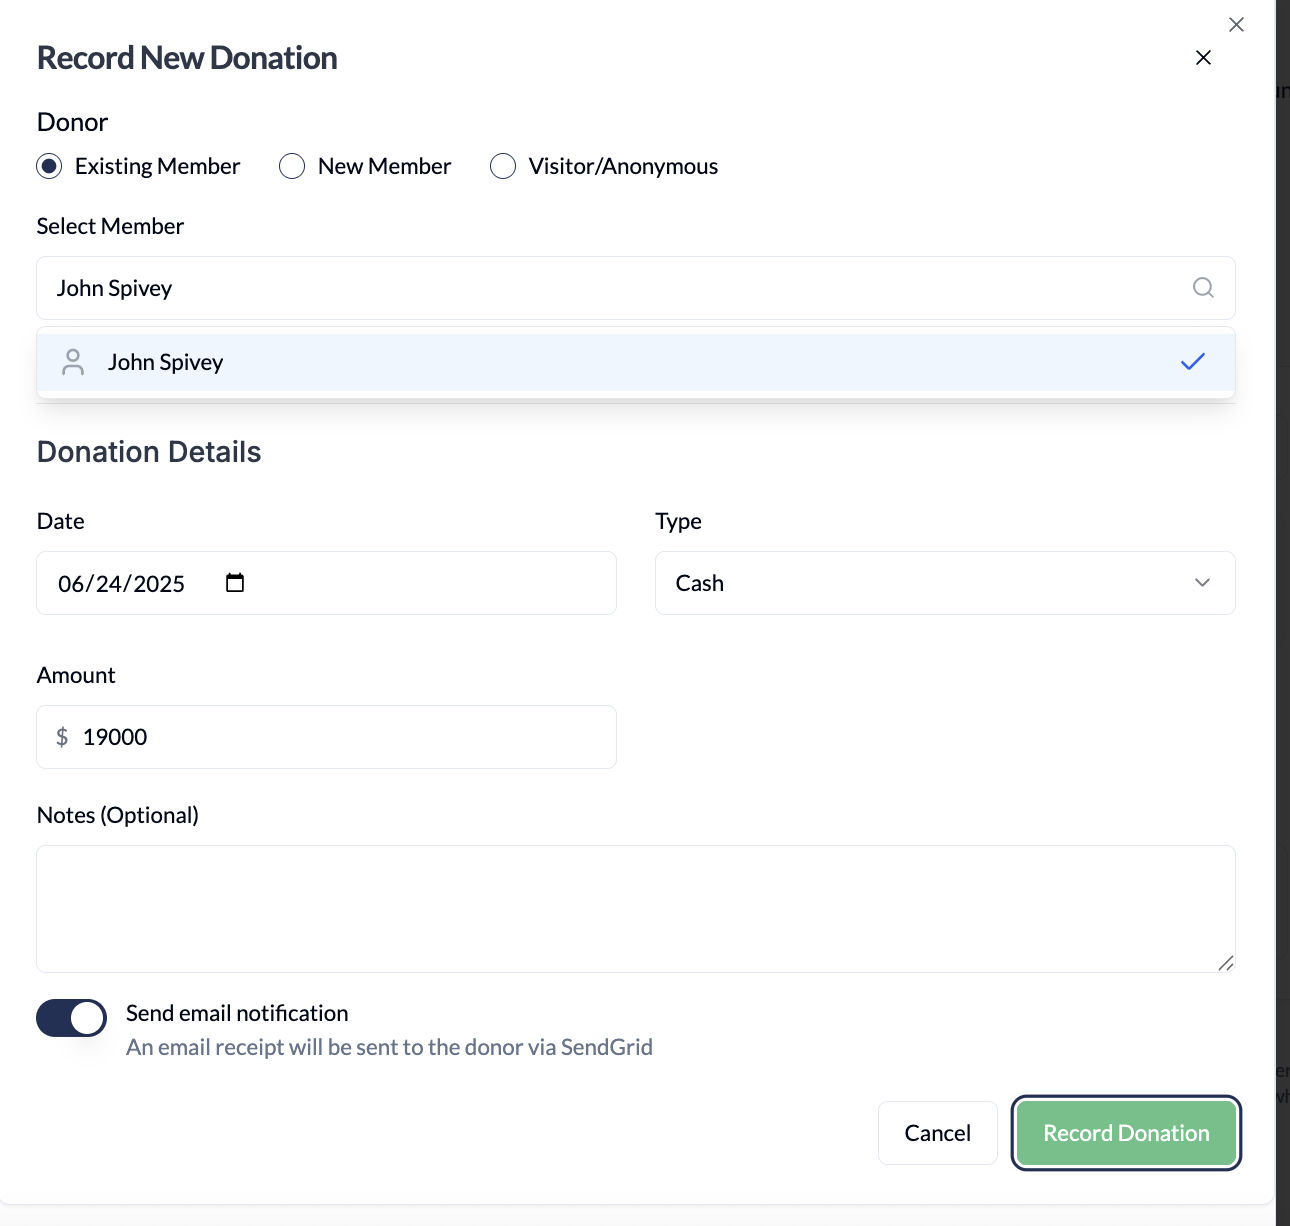 Record New Donation
Donor
Existing Member New Member Visitor/Anonymous
Select Member
John Spivey
John Spivey
Donation Details
Date Type
06/24/2025 Cash
Amount
$ 19000
Notes (Optional)
Send email notification
An email receipt will be sent to the donor via SendGrid
Cancel Record Donation